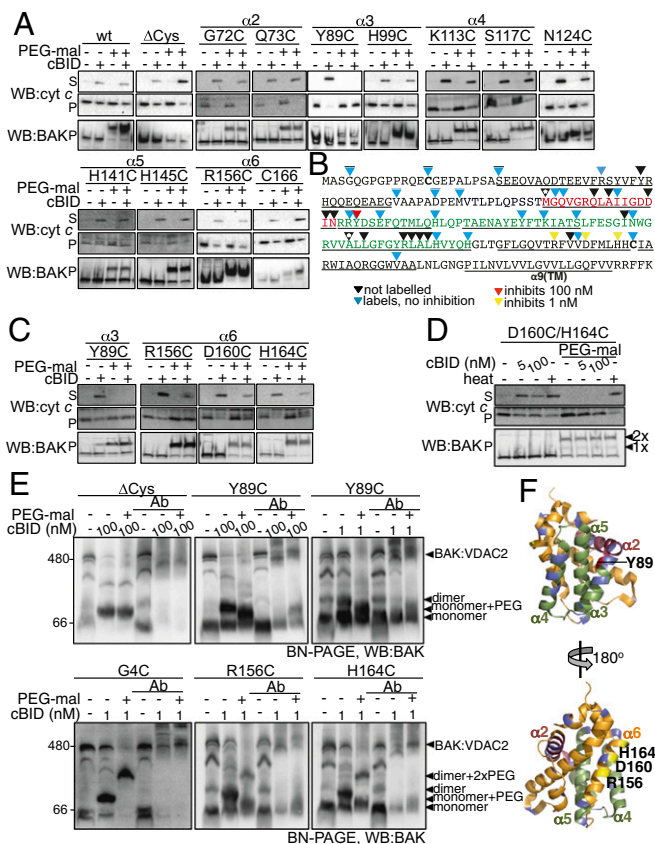 A
α2
α3
α4
wt
ΔCys
G72C
Q73C
Y89C
H99C
K113C
S117C
N124C
PEG-mal - - + + - - + + - - + + - - + + - - + + - - + + - - + + - - + + - - + +
cBID - + - + - + - + - + - + - + - + - + - + - + - + - + - + - + - + - + - +
WB:cyt c
S
P
WB:BAK P
α5
α6
H141C
H145C
R156C
C166
PEG-mal - - + + - - + + - - + + - - + +
cBID - + - + - + - + - + - + - + - +
WB:cyt c
S
P
WB:BAK P
B
MASGQGPGPPRQECGEPALPSASEEQVAQDTEEVFRSYVFYR
HQQEQEAEGVAAPADPEMVTLPLQPSSTMGQVGRQLAIIGDD
INRRYDSEFQTMLQHLQPTAENAYEYFTKIATSLFESGINWG
RVVALLGFGYRLALHVYQHGLTGFLGQVTRFVVDFMLHHCIA
RWIAQRGGWVAALNLGNGPILNVLVVLGVVLLGQFVVRRFFK
α9(TM)
not labelled
labels, no inhibition
inhibits 100 nM
inhibits 1 nM
C
α3
α6
Y89C
R156C
D160C
H164C
PEG-mal - - + + - - + + - - + + - - + +
cBID - + - + - + - + - + - + - + - +
WB:cyt c
S
P
WB:BAK P
D
D160C/H164C
PEG-mal
cBID (nM) - 5 100 - - 5 100 -
heat - - - + - - - +
WB:cyt c
S
P
WB:BAK P
2x
1x
E
ΔCys
Y89C
Y89C
Ab
Ab
Ab
PEG-mal - - + - - + - - + - - + - - + - - +
cBID (nM) - 100 100 - 100 100 - 100 100 - 100 100 - 1 1 - 1 1
480
66
BAK:VDAC2
dimer
monomer+PEG
monomer
BN-PAGE, WB:BAK
G4C
R156C
H164C
Ab
Ab
Ab
PEG-mal - - + - - + - - + - - + - - + - - +
cBID (nM) - 1 1 - 1 1 - 1 1 - 1 1 - 1 1 - 1 1
480
66
BAK:VDAC2
dimer+2xPEG
dimer
monomer+PEG
monomer
BN-PAGE, WB:BAK
F
α5
α2
Y89
α4
α3
180°
α2
α6
H164
D160
R156
α5
α4